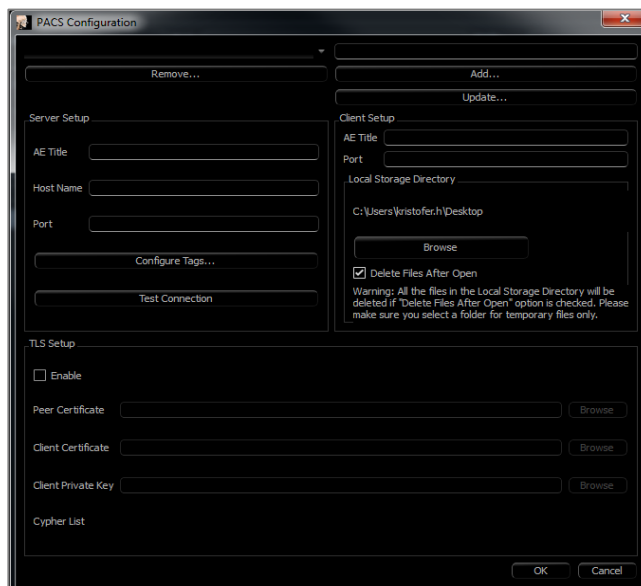 PACS Configuration
Remove...
Add...
Update...
Server Setup
AE Title
Host Name
Port
Configure Tags...
Test Connection
Client Setup
AE Title
Port
Local Storage Directory
C:\Users\kristofer.h\Desktop
Browse
Delete Files After Open
Warning: All the files in the Local Storage Directory will be
deleted if "Delete Files After Open" option is checked. Please
make sure you select a folder for temporary files only.
TLS Setup
Enable
Peer Certificate
Browse
Client Certificate
Browse
Client Private Key
Browse
Cypher List
OK
Cancel